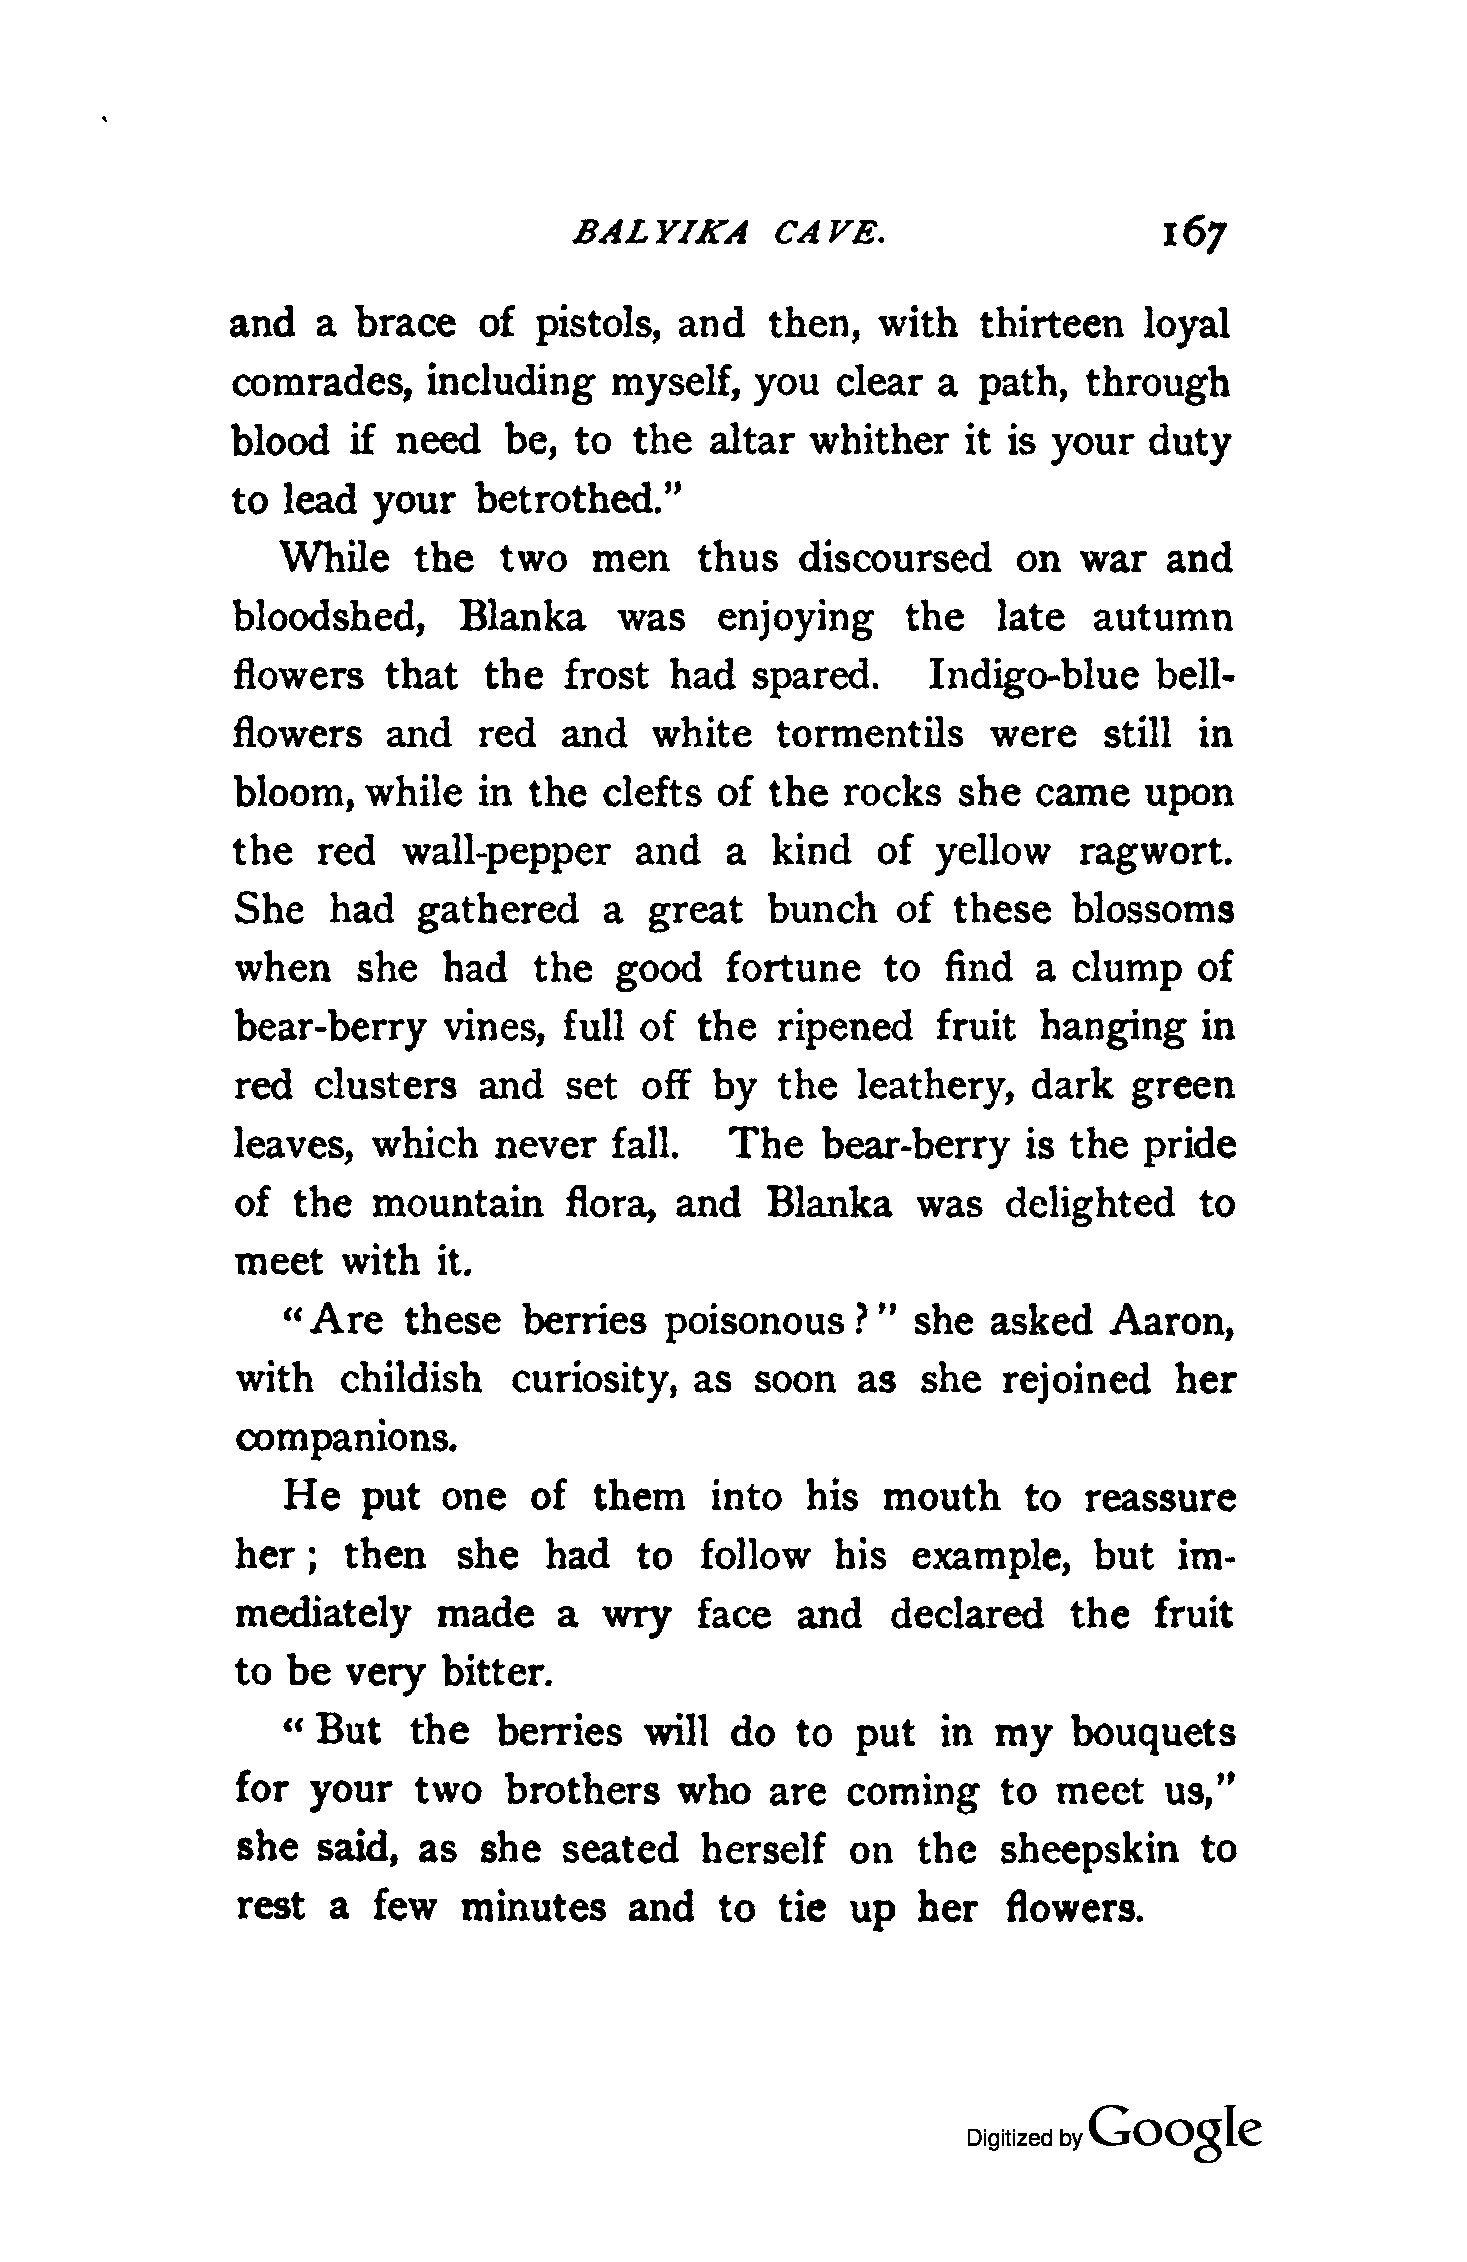 BALYIKA CAVE. 167
and a brace of pistols, and then, with thirteen loyal
comrades, including myself, you clear a path, through
blood if need be, to the altar whither it is your duty
to lead your betrothed."
While the two men thus discoursed on war and
bloodshed, Blanka was enjoying the late autumn
flowers that the frost had spared. Indigo-blue bell-
flowers and red and white tormentils were still in
bloom, while in the clefts of the rocks she came upon
the red wall-pepper and a kind of yellow ragwort.
She had gathered a great bunch of these blossoms
when she had the good fortune to find a clump of
bear-berry vines, full of the ripened fruit hanging in
red clusters and set off by the leathery, dark green
leaves, which never fall. The bear-berry is the pride
of the mountain flora, and Blanka was delighted to
meet with it.
"Are these berries poisonous?" she asked Aaron,
with childish curiosity, as soon as she rejoined her
companions.
He put one of them into his mouth to reassure
her; then she had to follow his example, but im-
mediately made a wry face and declared the fruit
to be very bitter.
"But the berries will do to put in my bouquets
for your two brothers who are coming to meet us,"
she said, as she seated herself on the sheepskin to
rest a few minutes and to tie up her flowers.
Digitized by Google